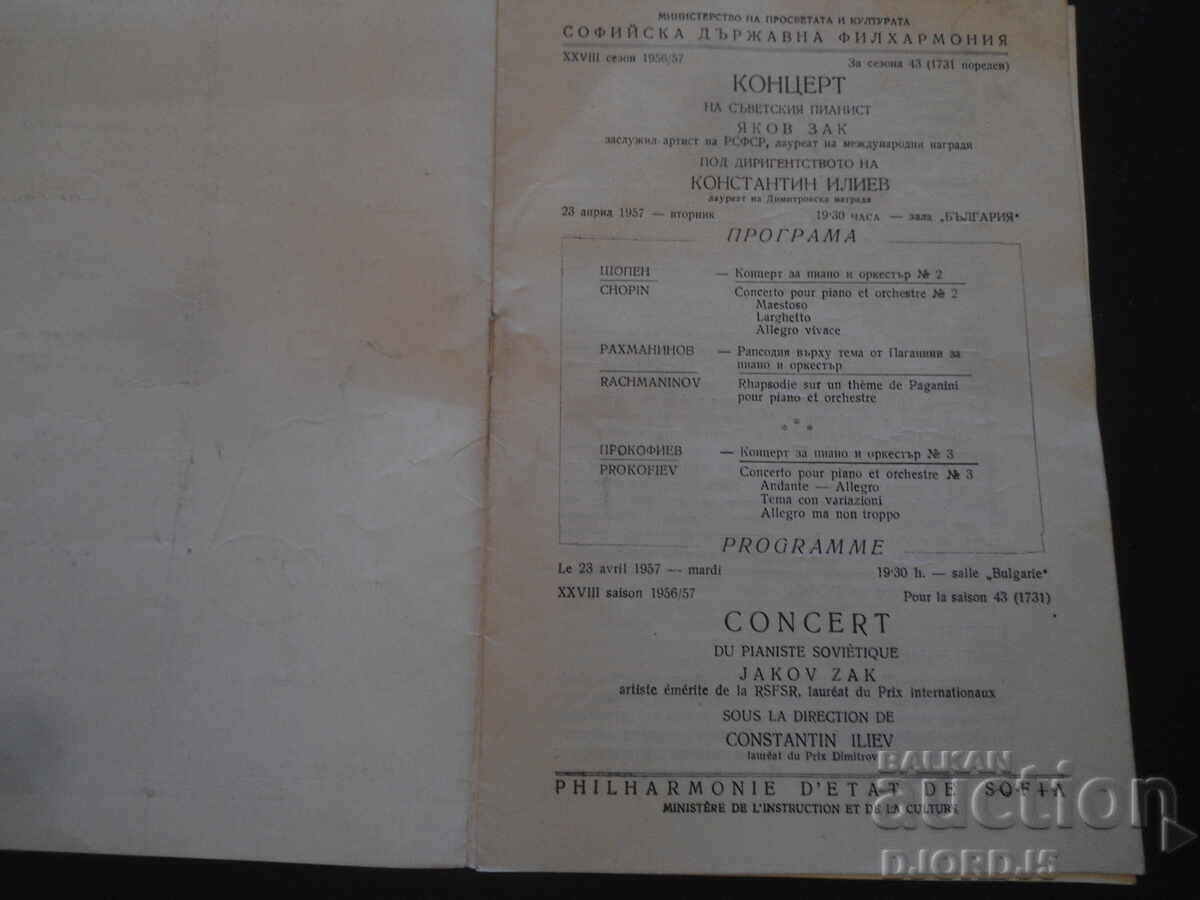 МИНИСТЕРСТВО НА ПРОСВЕТАТА И КУЛТУРАТА
СОФИЙСКА ДЪРЖАВНА ФИЛХАРМОНИЯ
XXVIII сезон 1956/57 За сезона 43 (1731 пореден)
КОНЦЕРТ
НА СЪВЕТСКИЯ ПИАНИСТ
ЯКОВ ЗАК
заслужил артист на РСФСР, лауреат на международни награди
ПОД ДИРИГЕНТСТВОТО НА
КОНСТАНТИН ИЛИЕВ
лауреат на Димитровска награда
23 април 1957 — вторник 19·30 ЧАСА — зала „БЪЛГАРИЯ“
ПРОГРАМА
ШОПЕН — Концерт за пиано и оркестър № 2
CHOPIN Concerto pour piano et orchestre № 2
Maestoso
Larghetto
Allegro vivace
РАХМАНИНОВ — Рапсодия върху тема от Паганини за
пиано и оркестър
RACHMANINOV Rhapsodie sur un thème de Paganini
pour piano et orchestre
* * *
ПРОКОФИЕВ — Концерт за пиано и оркестър № 3
PROKOFIEV Concerto pour piano et orchestre № 3
Andante — Allegro
Tema con variazioni
Allegro ma non troppo
PROGRAMME
Le 23 avril 1957 — mardi 19·30 h. — salle „Bulgarie“
XXVIII saison 1956/57 Pour la saison 43 (1731)
CONCERT
DU PIANISTE SOVIÉTIQUE
JAKOV ZAK
artiste émérite de la RSFSR, lauréat du Prix internationaux
SOUS LA DIRECTION DE
CONSTANTIN ILIEV
lauréat du Prix Dimitrov
PHILHARMONIE D'ETAT DE SOFIA
MINISTÈRE DE L'INSTRUCTION ET DE LA CULTURE
BALKAN
auction
DJORDJ5